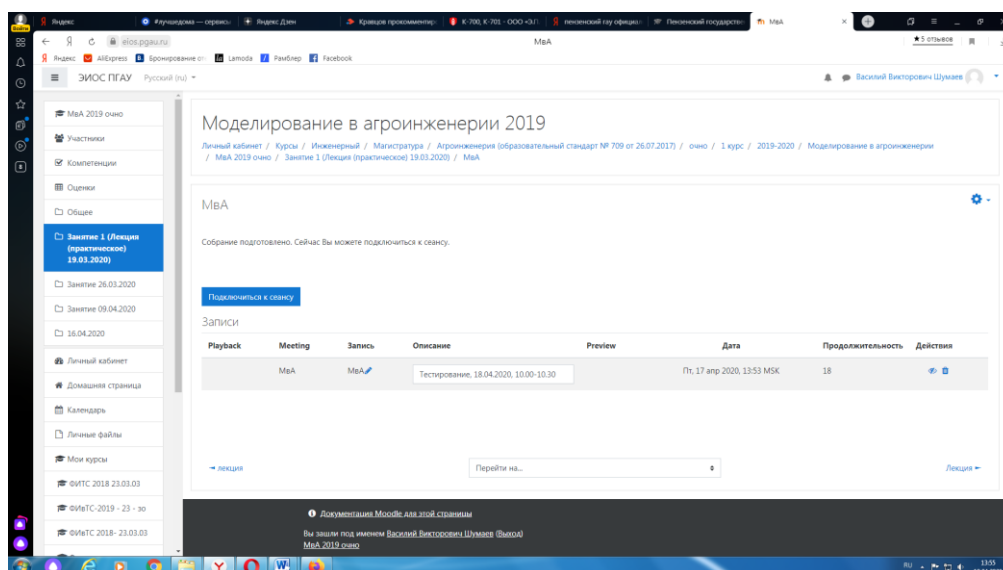 Яндекс
#лучшедома — сервисы
Яндекс.Дзен
Кравцов прокомментир
К-700, К-701 - ООО «ЗЛ
пензенский гау официал
Пензенский государстве
МвА
Войти
eios.pgau.ru
МвА
★ 5 отзывов
Яндекс
AliExpress
Бронирование от
Lamoda
Рамблер
Facebook
ЭИОС ПГАУ
Русский (ru)
Василий Викторович Шумаев
МвА 2019 очно
Участники
Компетенции
Оценки
Общее
Занятие 1 (Лекция
(практическое)
19.03.2020)
Занятие 26.03.2020
Занятие 09.04.2020
16.04.2020
Личный кабинет
Домашняя страница
Календарь
Личные файлы
Мои курсы
ФИТС 2018 23.03.03
ФИвТС-2019 - 23 - зо
ФИвТС 2018- 23.03.03
Моделирование в агроинженерии 2019
Личный кабинет / Курсы / Инженерный / Магистратура / Агроинженерия (образовательный стандарт № 709 от 26.07.2017) / очно / 1 курс / 2019-2020 / Моделирование в агроинженерии
/ МвА 2019 очно / Занятие 1 (Лекция (практическое) 19.03.2020) / МвА
МвА
Собрание подготовлено. Сейчас Вы можете подключиться к сеансу.
Подключиться к сеансу
Записи
Playback Meeting Запись Описание Preview Дата Продолжительность Действия
МвА МвА Тестирование, 18.04.2020, 10.00-10.30 Пт, 17 апр 2020, 13:53 MSK 18
◄ лекция
Перейти на...
Лекция ►
Документация Moodle для этой страницы
Вы зашли под именем Василий Викторович Шумаев (Выход)
МвА 2019 очно
RU
13:55